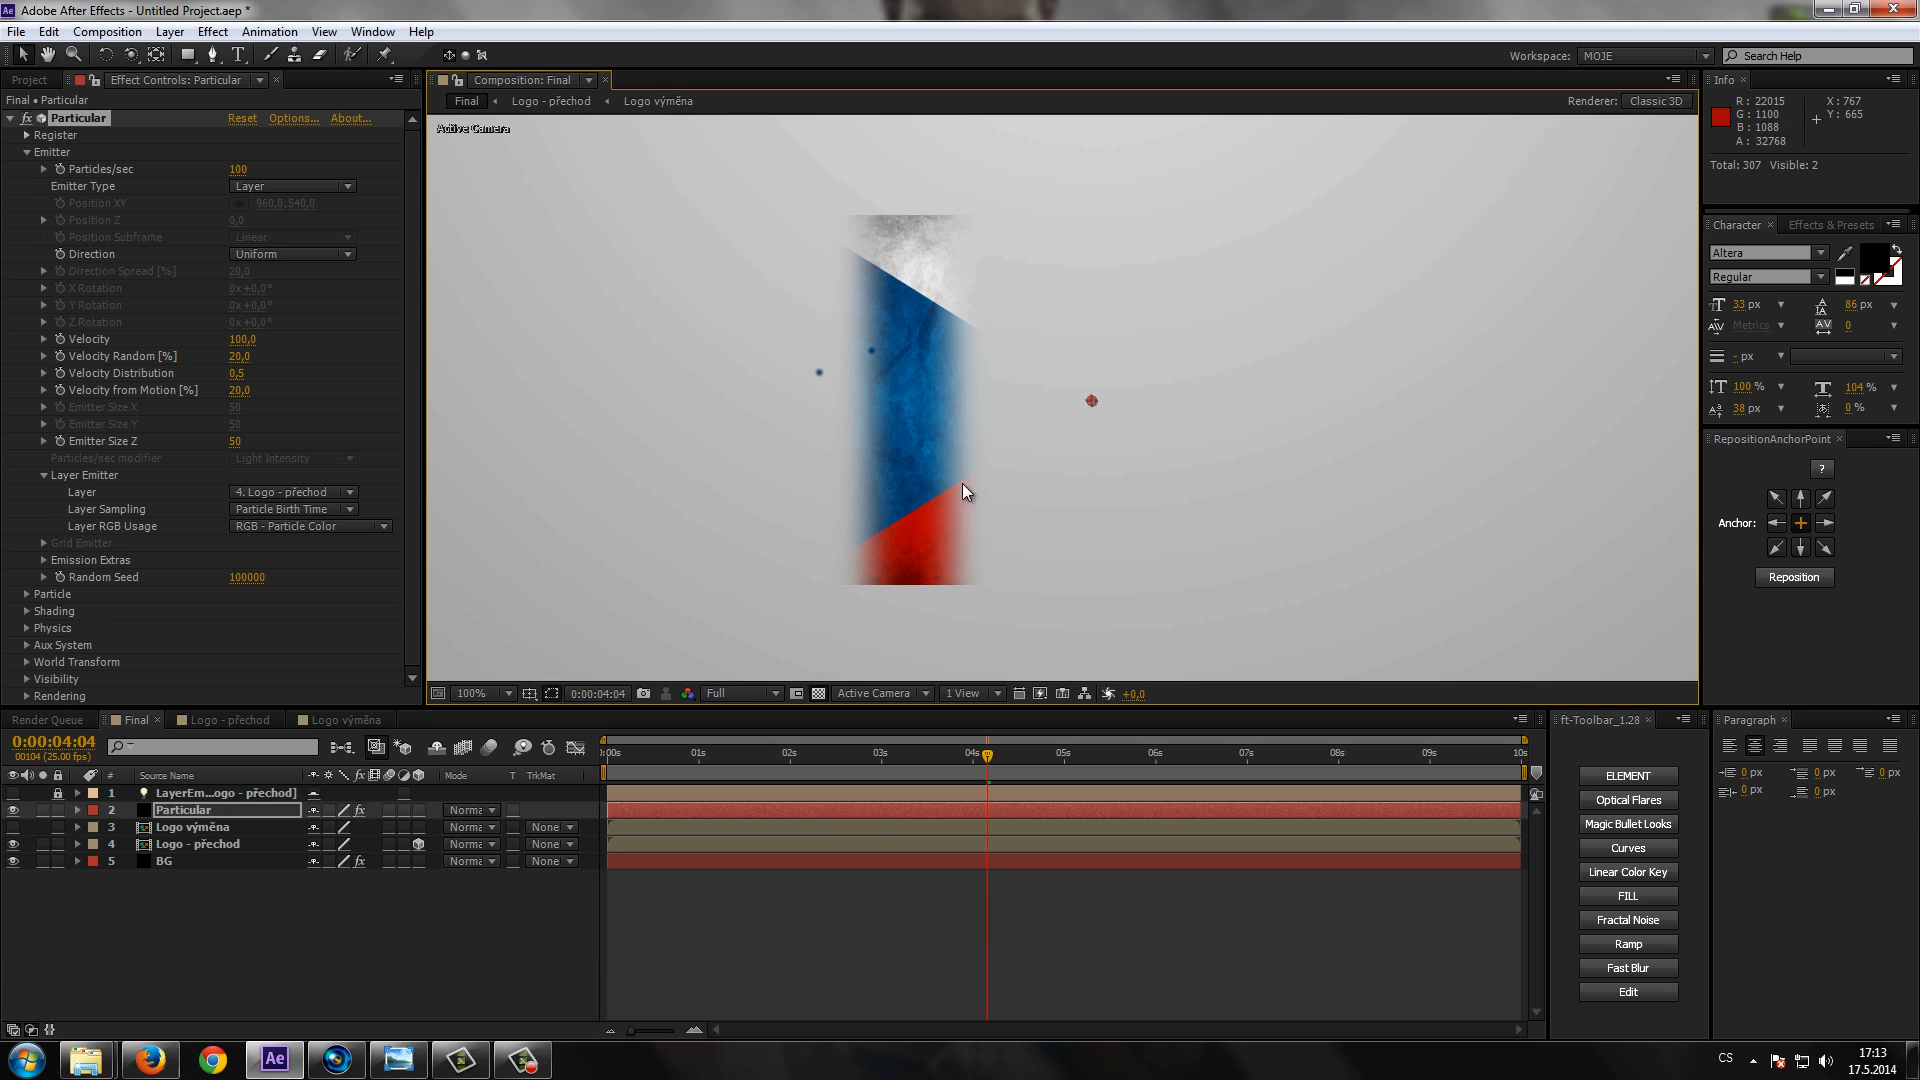 Adobe After Effects - Untitled Project.aep *
File Edit Composition Layer Effect Animation View Window Help
Workspace: MOJE Search Help
Project Effect Controls: Particular Composition: Final Info
Final • Particular
Final Logo - přechod Logo výměna Renderer: Classic 3D
Active Camera
fx Particular Reset Options... About...
Register
Emitter
Particles/sec 100
Emitter Type Layer
Position XY 960,0,540,0
Position Z 0,0
Position Subframe Linear
Direction Uniform
Direction Spread [%] 20,0
X Rotation 0x+0,0°
Y Rotation 0x+0,0°
Z Rotation 0x+0,0°
Velocity 100,0
Velocity Random [%] 20,0
Velocity Distribution 0,5
Velocity from Motion [%] 20,0
Emitter Size X 50
Emitter Size Y 50
Emitter Size Z 50
Particles/sec modifier Light Intensity
Layer Emitter
Layer 4. Logo - přechod
Layer Sampling Particle Birth Time
Layer RGB Usage RGB - Particle Color
Grid Emitter
Emission Extras
Random Seed 100000
Particle
Shading
Physics
Aux System
World Transform
Visibility
Rendering
R: 22015 X: 767
G: 1100 Y: 665
B: 1088
A: 32768
Total: 307 Visible: 2
Character Effects & Presets
Altera
Regular
33 px 86 px
Metrics 0
- px
100 % 104 %
38 px 0 %
RepositionAnchorPoint
?
Anchor:
Reposition
100% 0:00:04:04 Full Active Camera 1 View +0,0
Render Queue Final Logo - přechod Logo výměna
0:00:04:04
00104 (25.00 fps)
:00s 01s 02s 03s 04s 05s 06s 07s 08s 09s 10s
# Source Name fx Mode T TrkMat
1 LayerEm...ogo - přechod]
2 Particular fx Norma
3 Logo výměna Norma None
4 Logo - přechod Norma None
5 BG fx Norma None
ft-Toolbar_1.28
ELEMENT
Optical Flares
Magic Bullet Looks
Curves
Linear Color Key
FILL
Fractal Noise
Ramp
Fast Blur
Edit
Paragraph
0 px 0 px 0 px
0 px 0 px
Ae
CS
17:13
17.5.2014